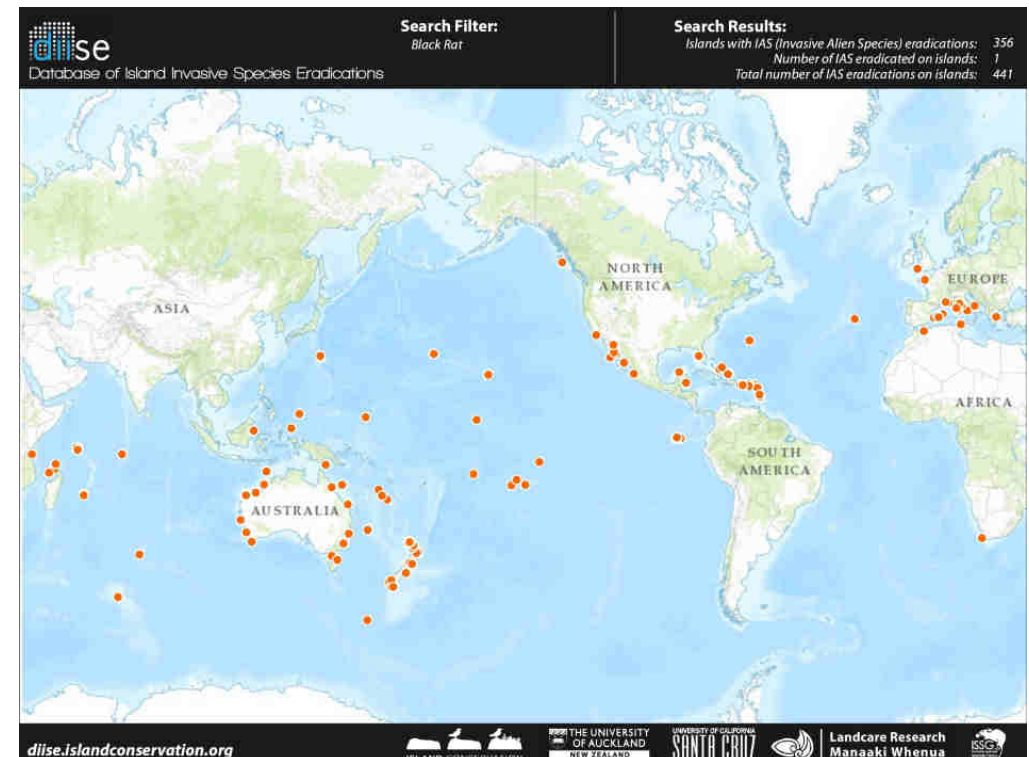 diise
Database of Island Invasive Species Eradications
Search Filter:
Black Rat
Search Results:
Islands with IAS (Invasive Alien Species) eradications: 356
Number of IAS eradicated on islands: 1
Total number of IAS eradications on islands: 441
ASIA
NORTH
AMERICA
EUROPE
AFRICA
SOUTH
AMERICA
AUSTRALIA
diise.islandconservation.org
ISLAND CONSERVATION
THE UNIVERSITY
OF AUCKLAND
NEW ZEALAND
UNIVERSITY OF CALIFORNIA
SANTA CRUZ
Landcare Research
Manaaki Whenua
ISSG